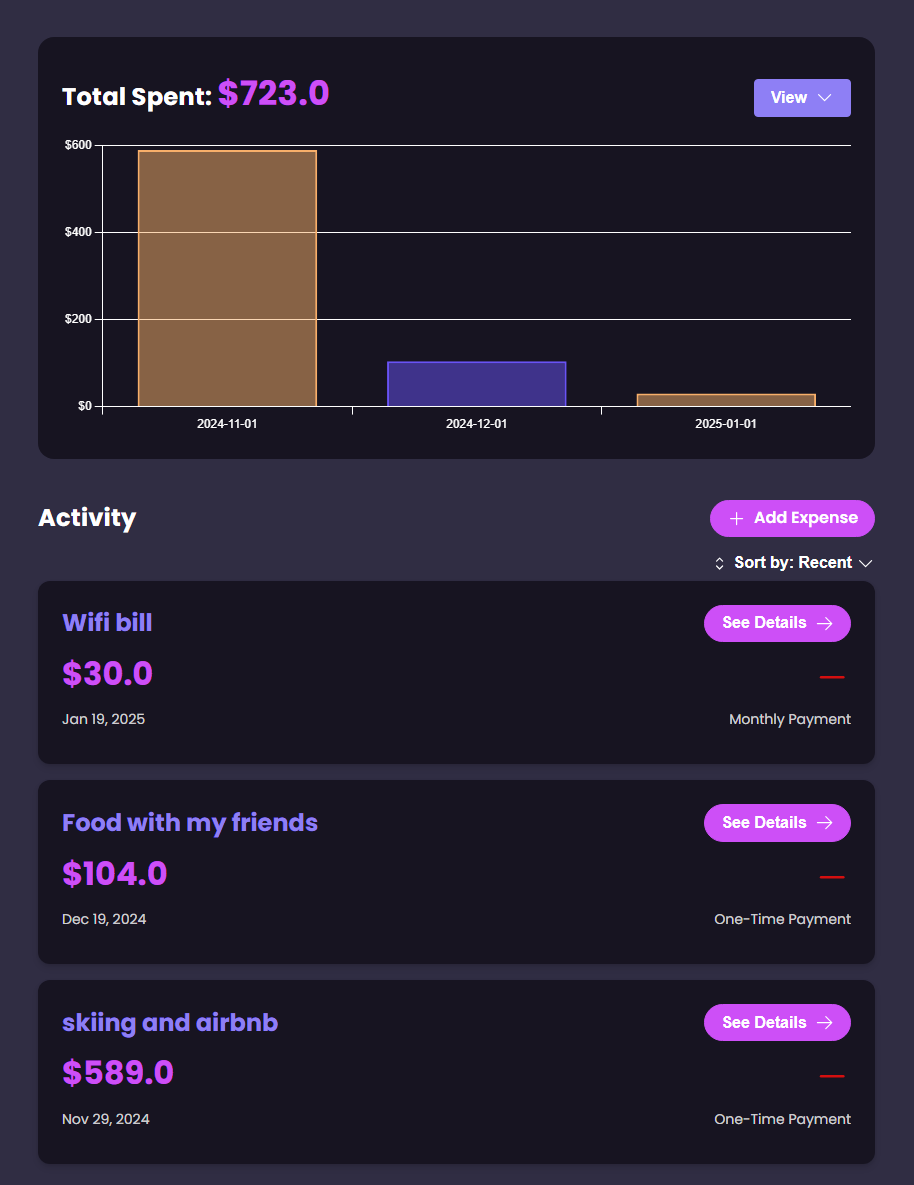 Total Spent: $723.0
View
$600
$400
$200
$0
2024-11-01 2024-12-01 2025-01-01
Activity
Add Expense
Sort by: Recent
Wifi bill
See Details
$30.0
Jan 19, 2025
Monthly Payment
Food with my friends
See Details
$104.0
Dec 19, 2024
One-Time Payment
skiing and airbnb
See Details
$589.0
Nov 29, 2024
One-Time Payment